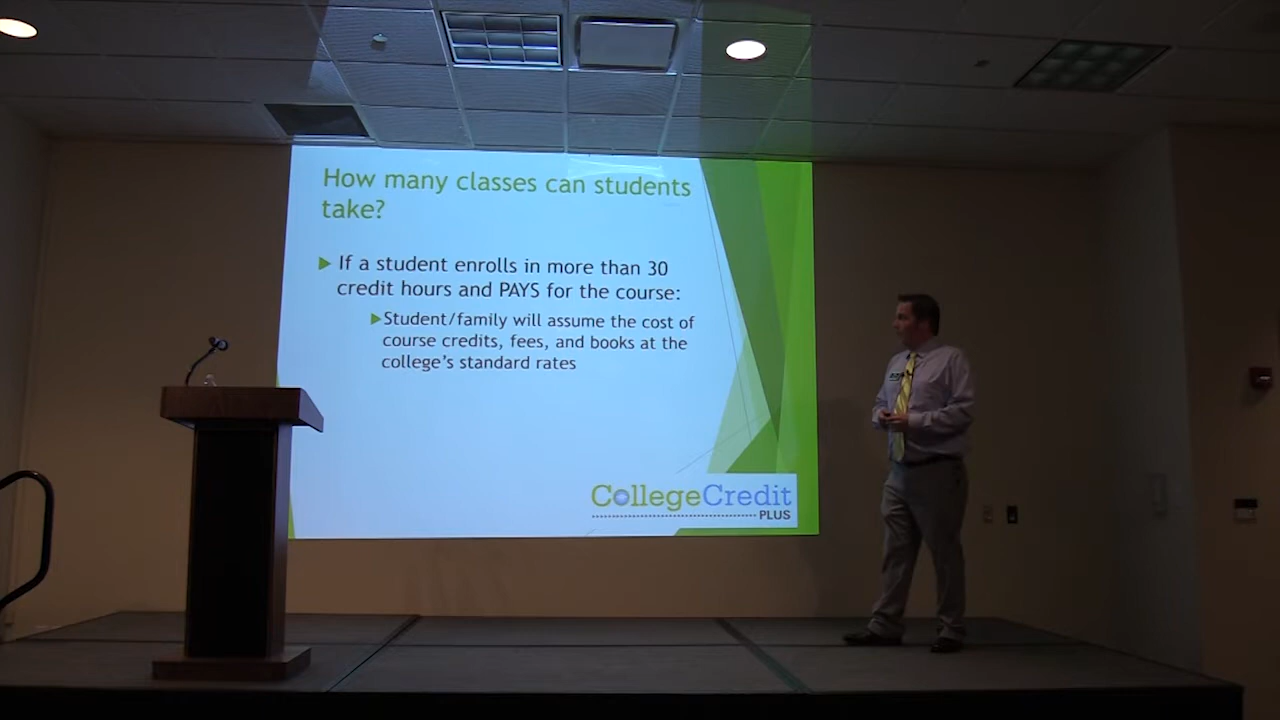 How many classes can students
take?
If a student enrolls in more than 30
credit hours and PAYS for the course:
Student/family will assume the cost of
course credits, fees, and books at the
college's standard rates
CollegeCredit
PLUS